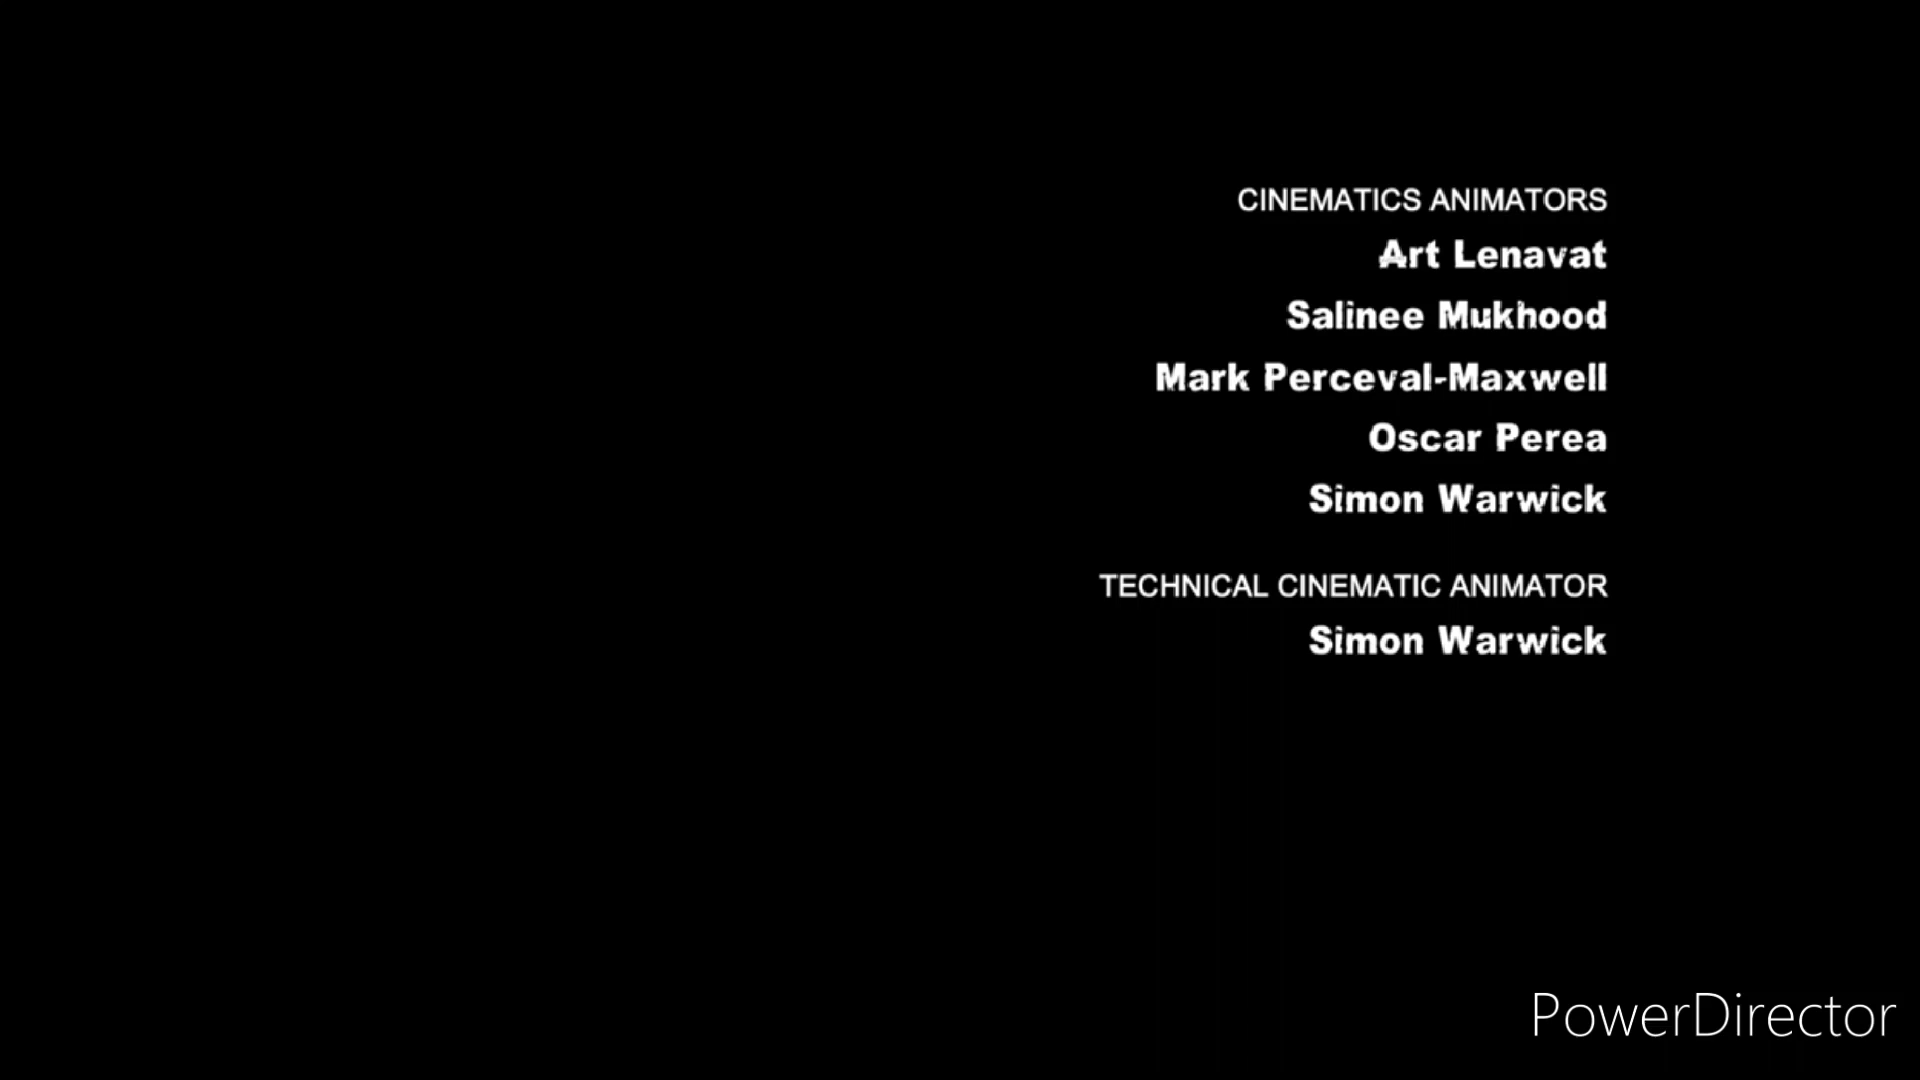 CINEMATICS ANIMATORS
Art Lenavat
Salinee Mukhood
Mark Perceval-Maxwell
Oscar Perea
Simon Warwick
TECHNICAL CINEMATIC ANIMATOR
Simon Warwick
PowerDirector